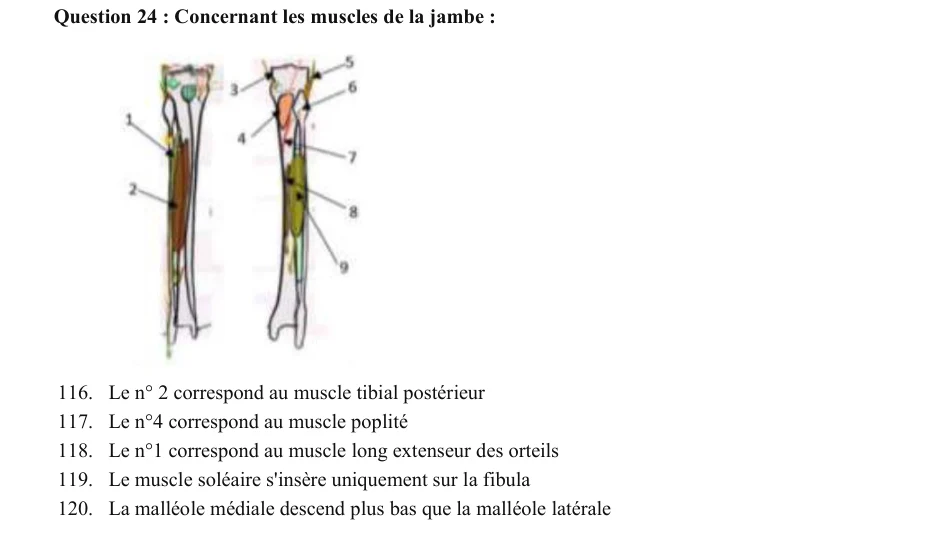 Question 24 : Concernant les muscles de la jambe :
5
3
6
1
4
7
2
8
9
116. Le n° 2 correspond au muscle tibial postérieur
117. Le n°4 correspond au muscle poplité
118. Le n°1 correspond au muscle long extenseur des orteils
119. Le muscle soléaire s'insère uniquement sur la fibula
120. La malléole médiale descend plus bas que la malléole latérale